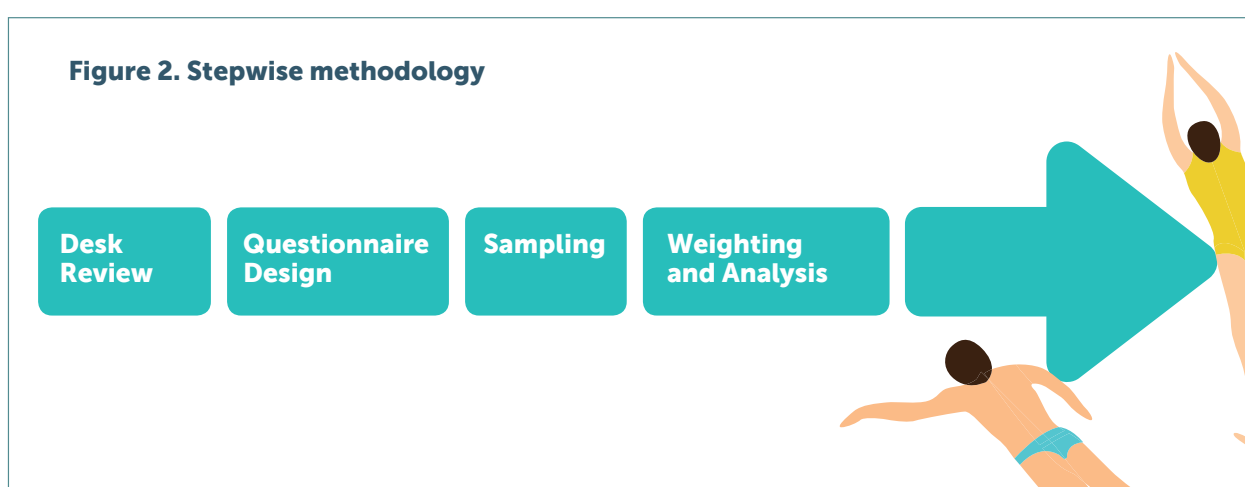 Figure 2. Stepwise methodology
Desk
Review
Questionnaire
Design
Sampling
Weighting
and Analysis